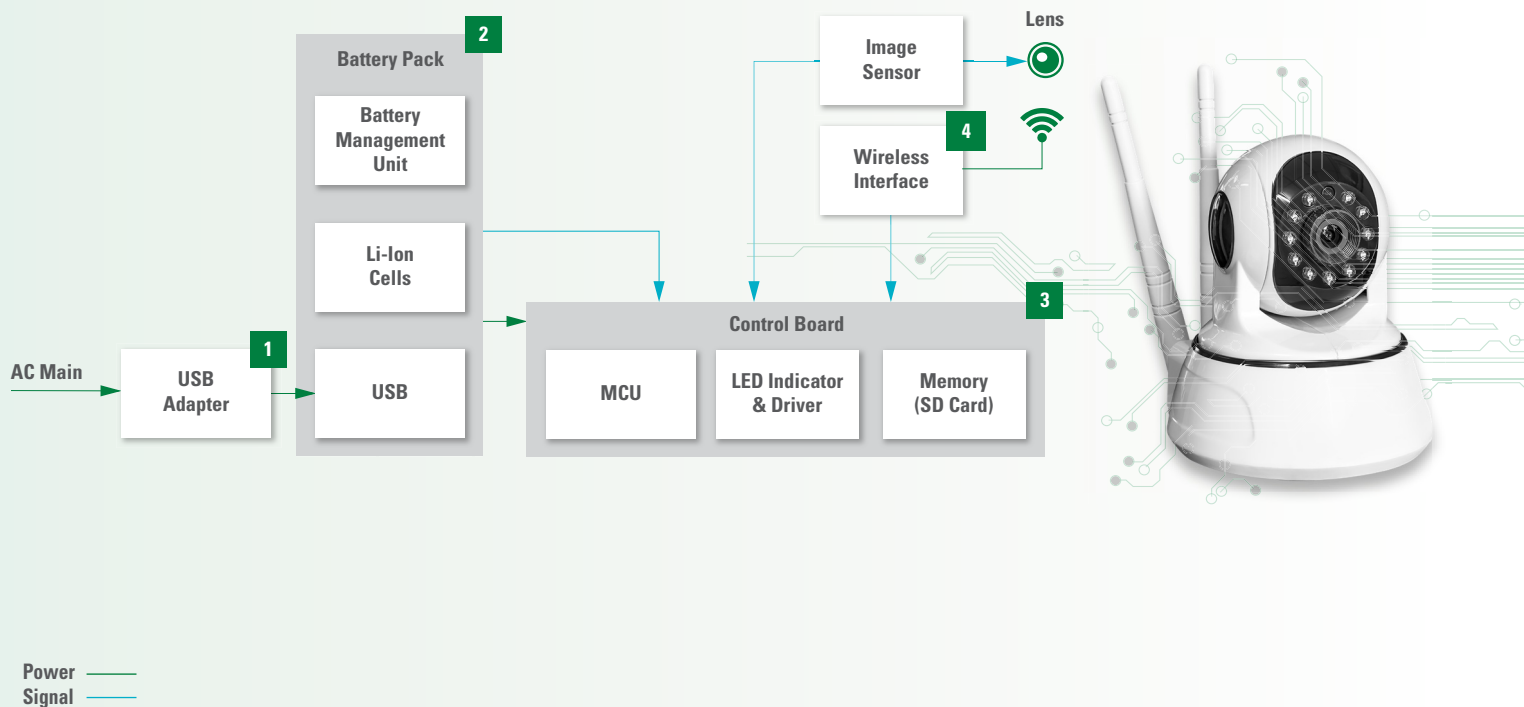 2
Battery Pack
Battery
Management
Unit
Li-Ion
Cells
USB
AC Main
1
USB
Adapter
Image
Sensor
Lens
4
Wireless
Interface
3
Control Board
MCU
LED Indicator
& Driver
Memory
(SD Card)
Power
Signal